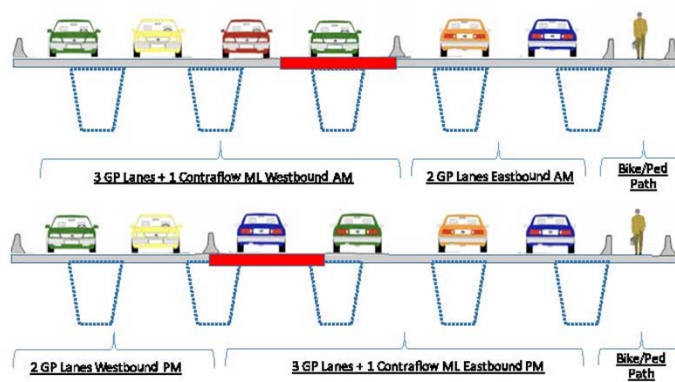 3 GP Lanes + 1 Contraflow ML Westbound AM
2 GP Lanes Eastbound AM
Bike/Ped
Path
2 GP Lanes Westbound PM
3 GP Lanes + 1 Contraflow ML Eastbound PM
Bike/Ped
Path